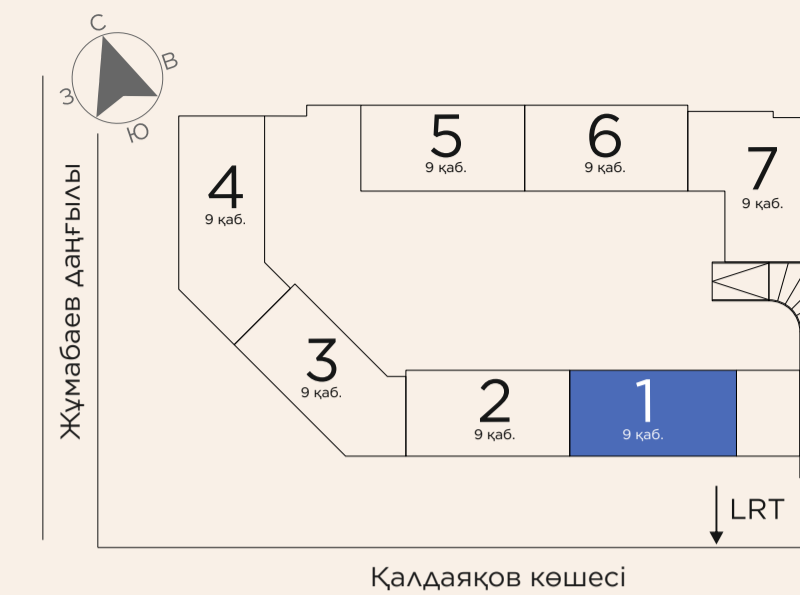 С
В
З
Ю
5
9 қаб.
6
9 қаб.
7
9 қаб.
4
9 қаб.
Жұмабаев даңғылы
3
9 қаб.
2
9 қаб.
1
9 қаб.
LRT
Қалдаяқов көшесі